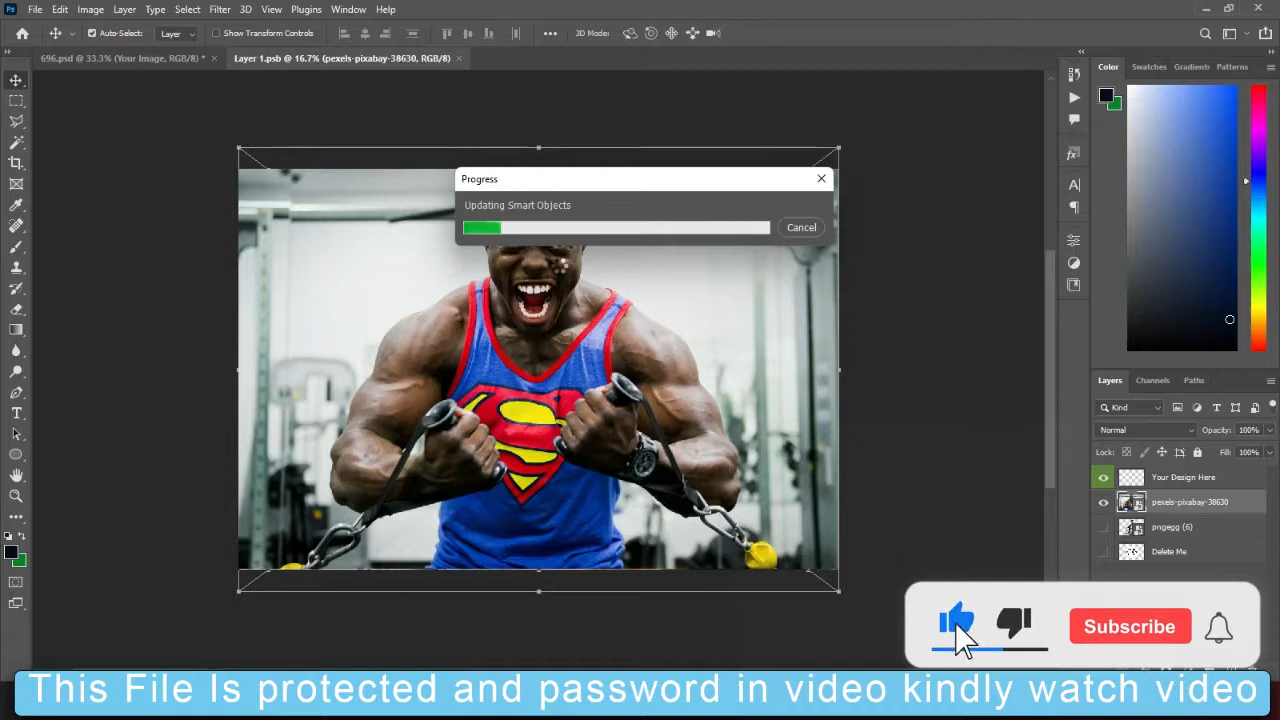 Ps File Edit Image Layer Type Select Filter 3D View Plugins Window Help
Auto-Select: Layer Show Transform Controls 3D Mode:
696.psd @ 33.3% (Your Image, RGB/8) * Layer 1.psb @ 16.7% (pexels-pixabay-38630, RGB/8)
Color Swatches Gradients Patterns
Progress
Updating Smart Objects
Cancel
Layers Channels Paths
Kind
Normal Opacity: 100%
Lock: Fill: 100%
Your Design Here
pexels-pixabay-38630
pngegg (6)
Delete Me
Subscribe
This File Is protected and password in video kindly watch video